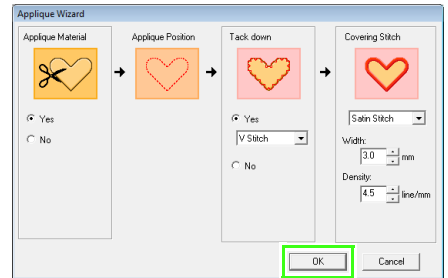 Applique Wizard
Applique Material
Applique Position
Tack down
Covering Stitch
Yes
No
Yes
V Stitch
No
Satin Stitch
Width:
3.0 mm
Density:
4.5 line/mm
OK
Cancel